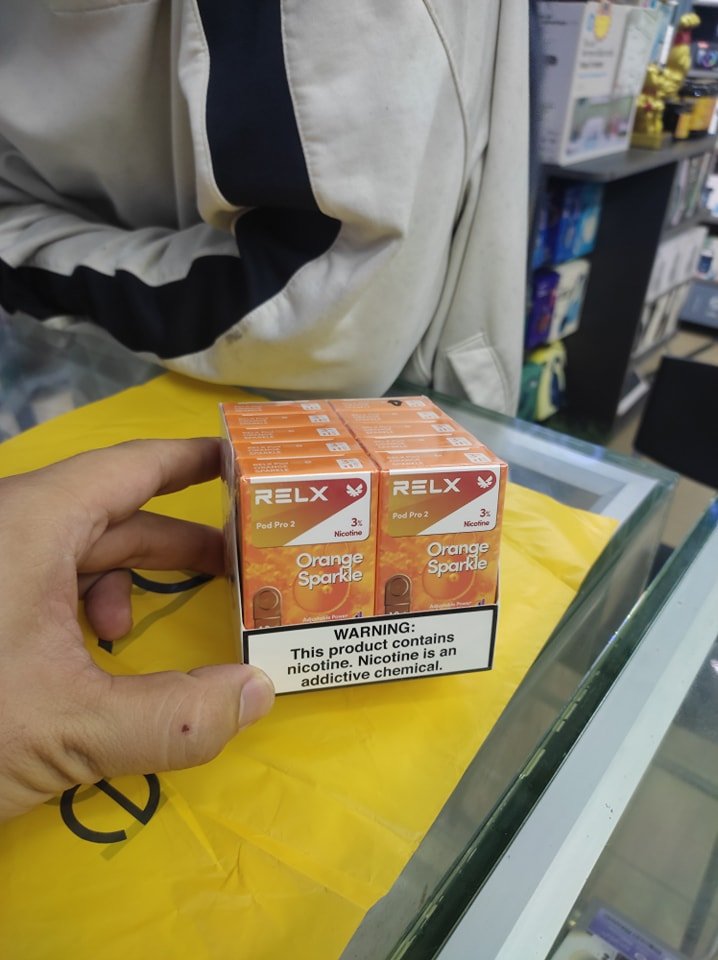 RELX
Pod Pro 2
3%
Nicotine
Orange
Sparkle
RELX
Pod Pro 2
3%
Nicotine
Orange
Sparkle
WARNING:
This product contains
nicotine. Nicotine is an
addictive chemical.